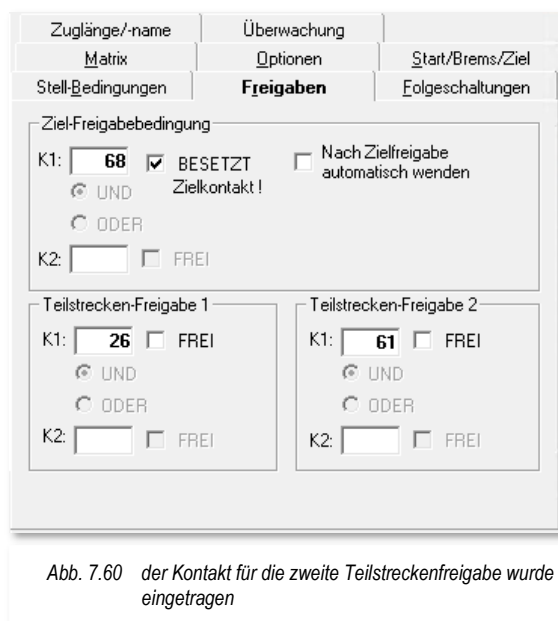 Zuglänge/-name Überwachung
Matrix Optionen Start/Brems/Ziel
Stell-Bedingungen Freigaben Folgeschaltungen
Ziel-Freigabebedingung
K1: 68 BESETZT
Zielkontakt !
Nach Zielfreigabe
automatisch wenden
UND
ODER
K2: FREI
Teilstrecken-Freigabe 1
K1: 26 FREI
UND
ODER
K2: FREI
Teilstrecken-Freigabe 2
K1: 61 FREI
UND
ODER
K2: FREI
Abb. 7.60 der Kontakt für die zweite Teilstreckenfreigabe wurde
eingetragen